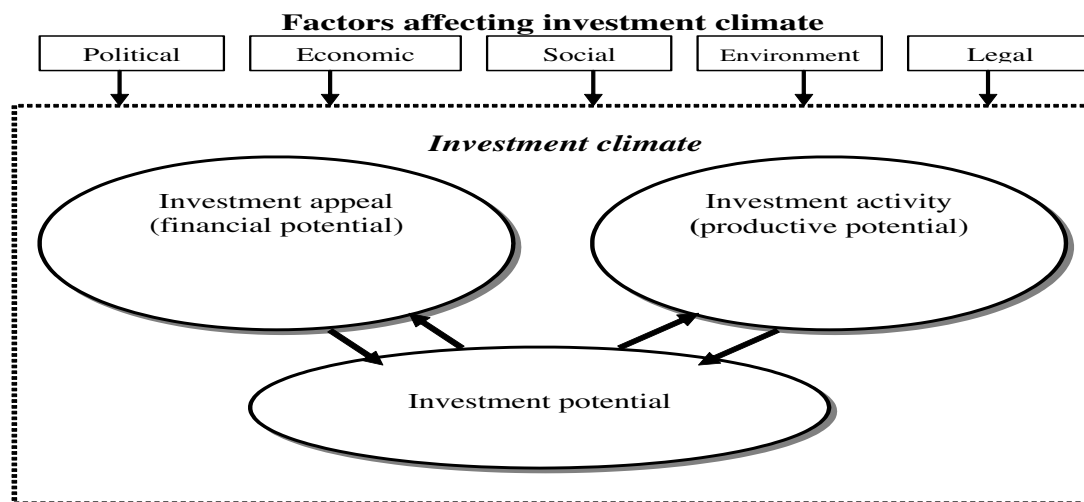 Factors affecting investment climate
Political
Economic
Social
Environment
Legal
Investment climate
Investment appeal
(financial potential)
Investment activity
(productive potential)
Investment potential